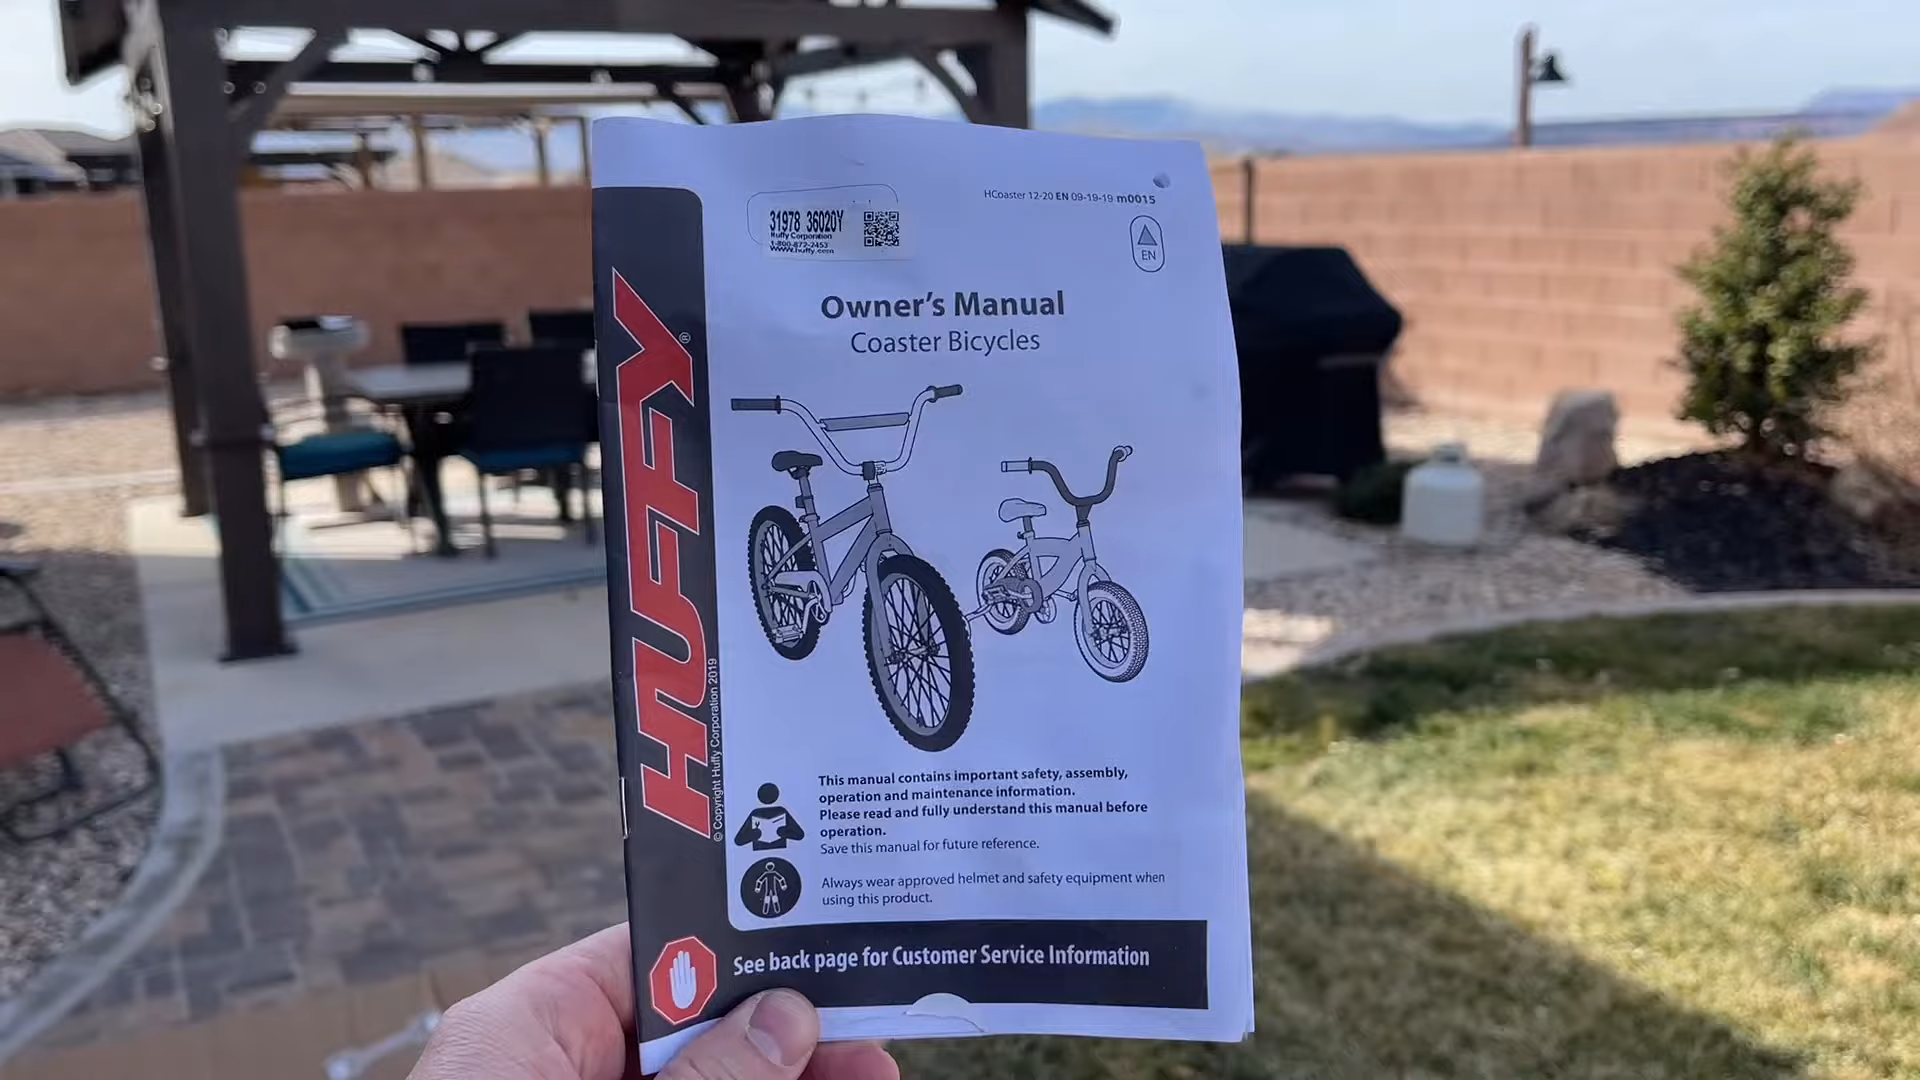 HCoaster 12-20 EN 09-19-19 m0015
31978 36020Y
Huffy Corporation
1-800-872-2453
www.huffy.com
EN
Owner's Manual
Coaster Bicycles
HUFFY®
© Copyright Huffy Corporation 2019
This manual contains important safety, assembly,
operation and maintenance information.
Please read and fully understand this manual before
operation.
Save this manual for future reference.
Always wear approved helmet and safety equipment when
using this product.
See back page for Customer Service Information